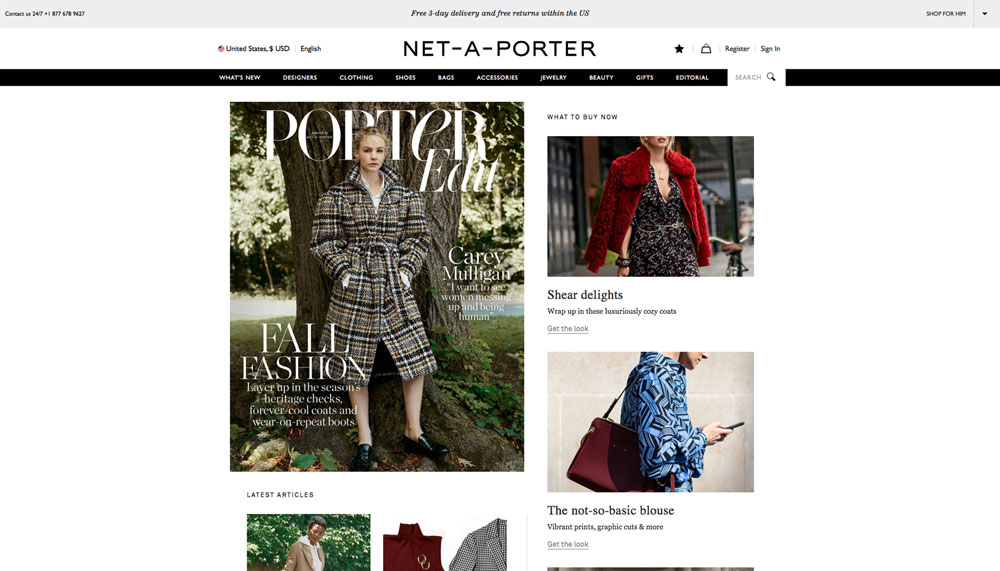 Contact us 24/7 +1 877 678 9627
Free 3-day delivery and free returns within the US
SHOP FOR HIM
United States, $ USD
English
NET-A-PORTER
Register
Sign In
WHAT'S NEW
DESIGNERS
CLOTHING
SHOES
BAGS
ACCESSORIES
JEWELRY
BEAUTY
GIFTS
EDITORIAL
SEARCH
PORTER
Edit
Carey
Mulligan
"I want to see
women messing
up and being
human"
FALL
FASHION
Layer up in the season's
heritage checks,
forever-cool coats and
wear-on-repeat boots
LATEST ARTICLES
WHAT TO BUY NOW
Shear delights
Wrap up in these luxuriously cozy coats
Get the look
The not-so-basic blouse
Vibrant prints, graphic cuts & more
Get the look